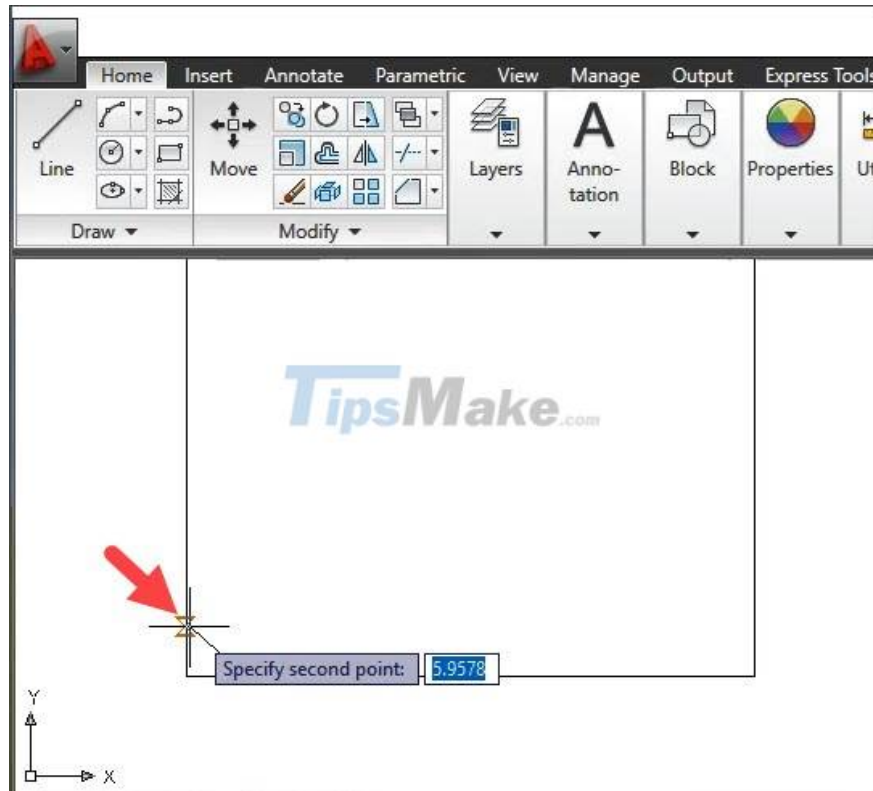 Home Insert Annotate Parametric View Manage Output Express Tools
Line
Move
Layers
Anno-
tation
Block
Properties
Ut
Draw
Modify
TipsMake.com
Specify second point: 5.9578
Y
X